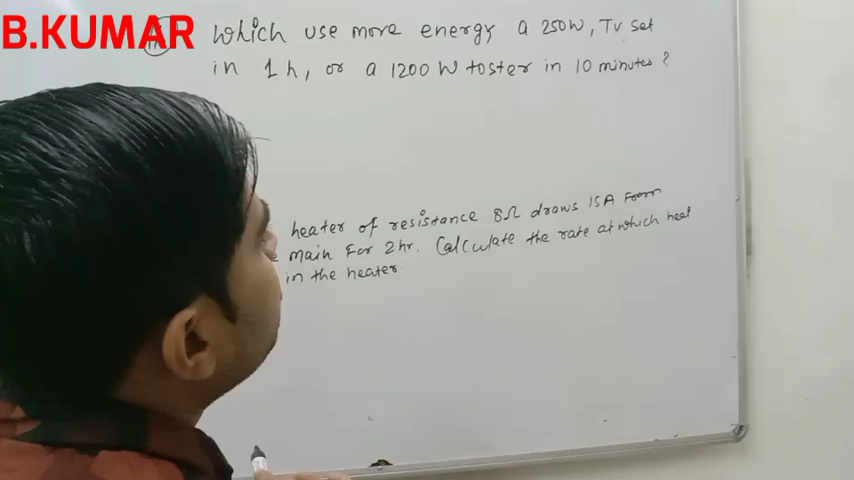 B.KUMAR
Which use more energy a 250W, TV set
in 1h, or a 1200 W toster in 10 minutes?
heater of resistance 8Ω draws 15A from
main for 2hr. Calculate the rate at which heat
in the heater